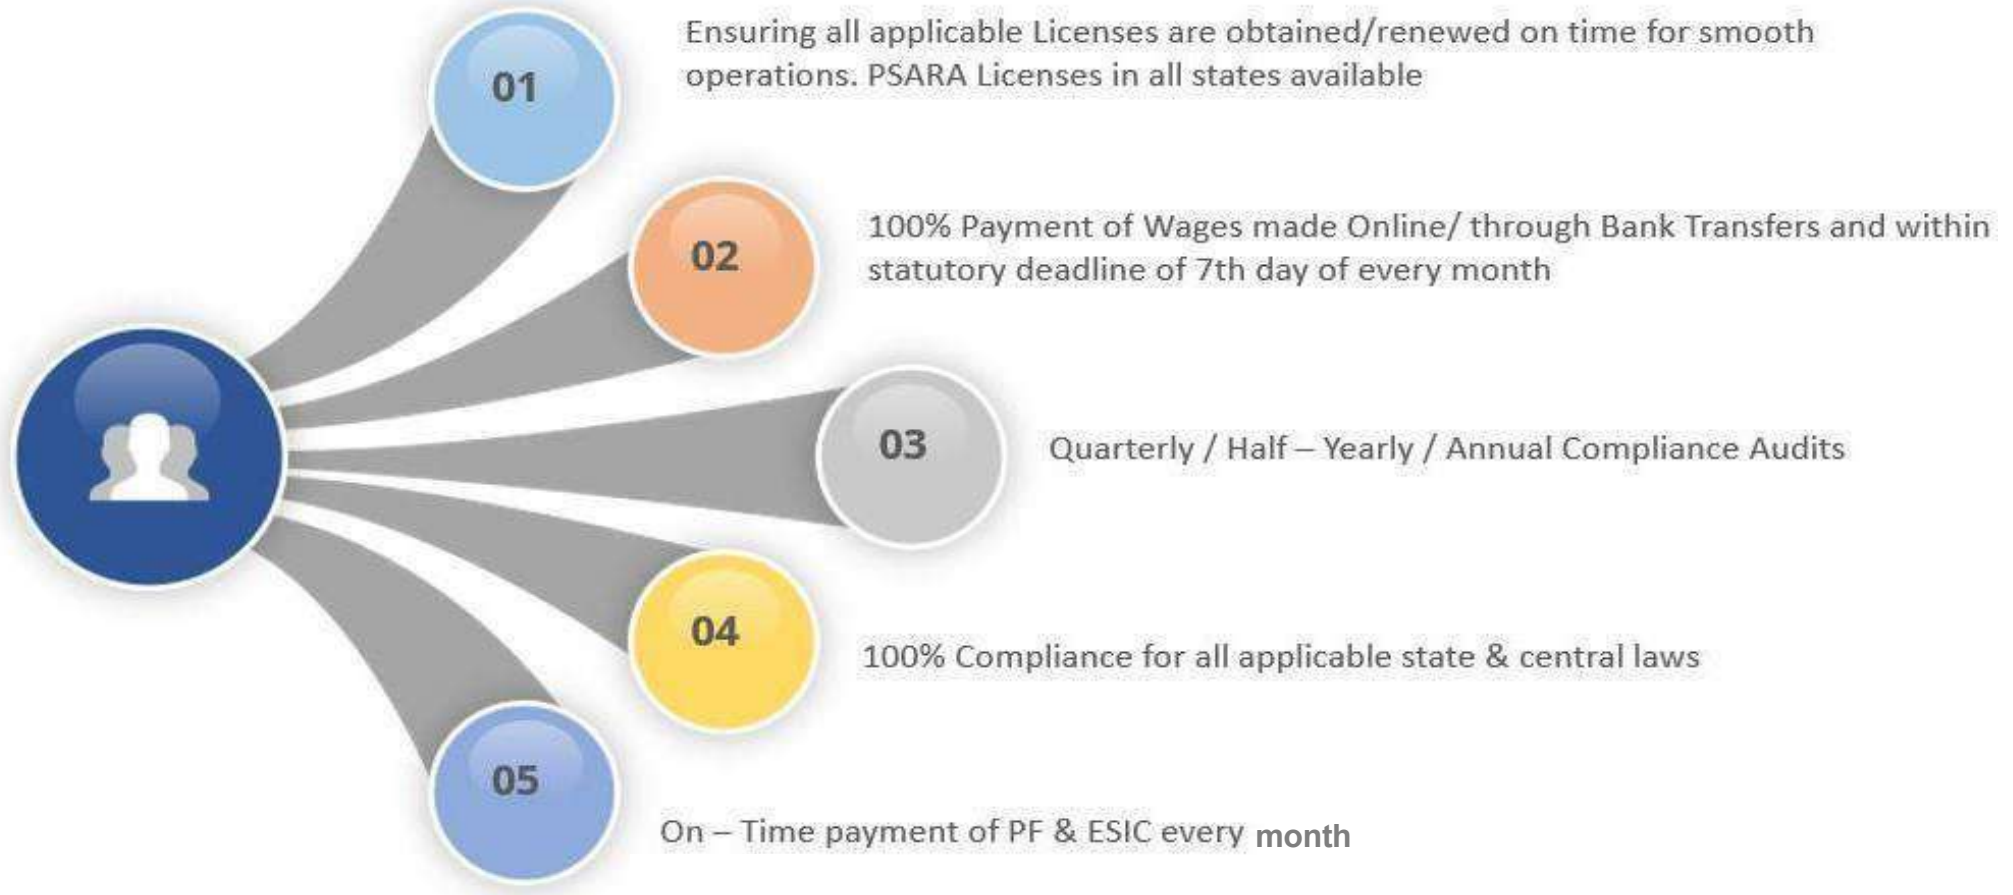 01
Ensuring all applicable Licenses are obtained/renewed on time for smooth
operations. PSARA Licenses in all states available
02
100% Payment of Wages made Online/ through Bank Transfers and within
statutory deadline of 7th day of every month
03
Quarterly / Half – Yearly / Annual Compliance Audits
04
100% Compliance for all applicable state & central laws
05
On – Time payment of PF & ESIC every month